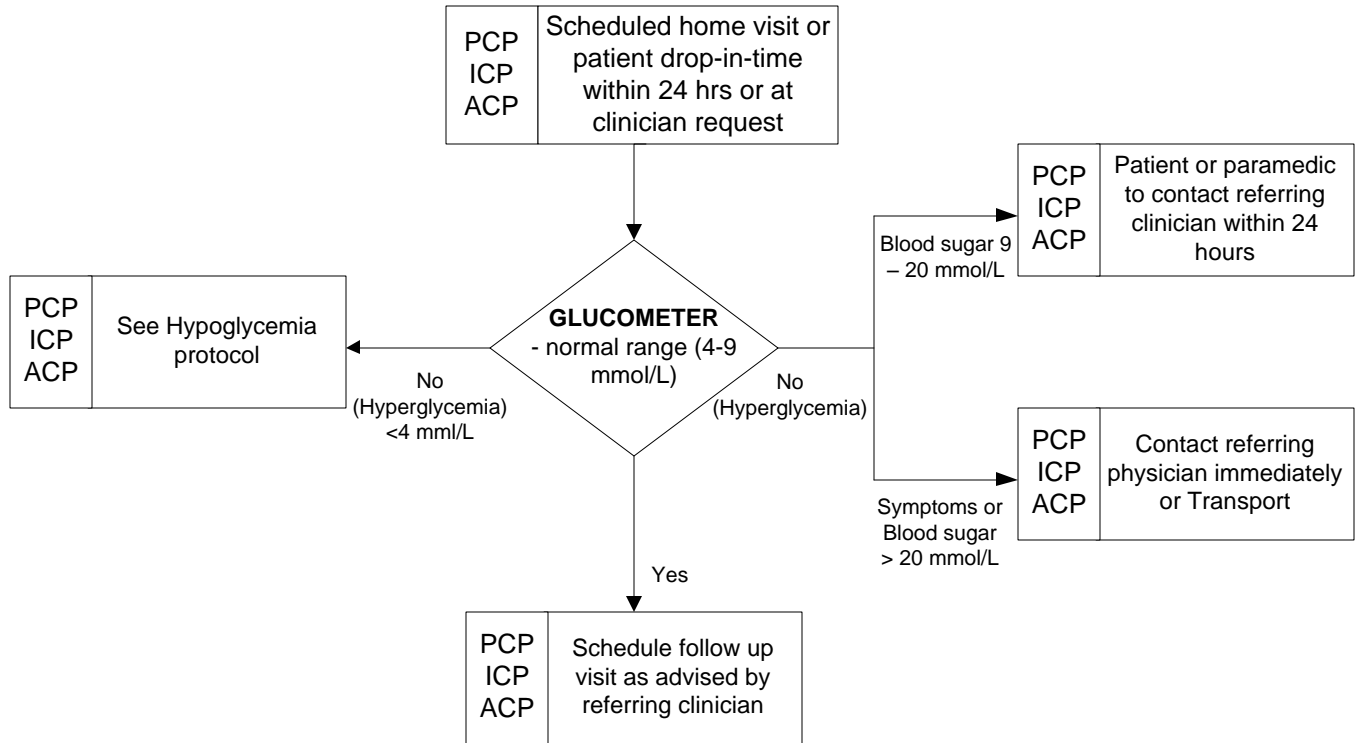 PCP
ICP
ACP
Scheduled home visit or
patient drop-in-time
within 24 hrs or at
clinician request
PCP
ICP
ACP
Patient or paramedic
to contact referring
clinician within 24
hours
Blood sugar 9
– 20 mmol/L
PCP
ICP
ACP
See Hypoglycemia
protocol
GLUCOMETER
- normal range (4-9
mmol/L)
No
(Hyperglycemia)
<4 mml/L
No
(Hyperglycemia)
PCP
ICP
ACP
Contact referring
physician immediately
or Transport
Symptoms or
Blood sugar
> 20 mmol/L
Yes
PCP
ICP
ACP
Schedule follow up
visit as advised by
referring clinician